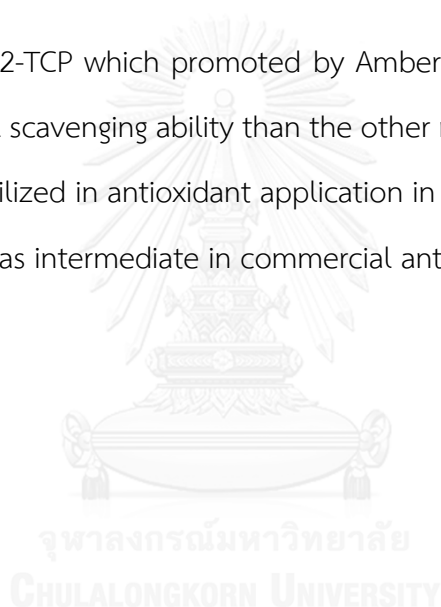 2-TCP which promoted by Amber
scavenging ability than the other
ilized in antioxidant application in
as intermediate in commercial ant
จุฬาลงกรณ์มหาวิทยาลัย
CHULALONGKORN UNIVERSITY